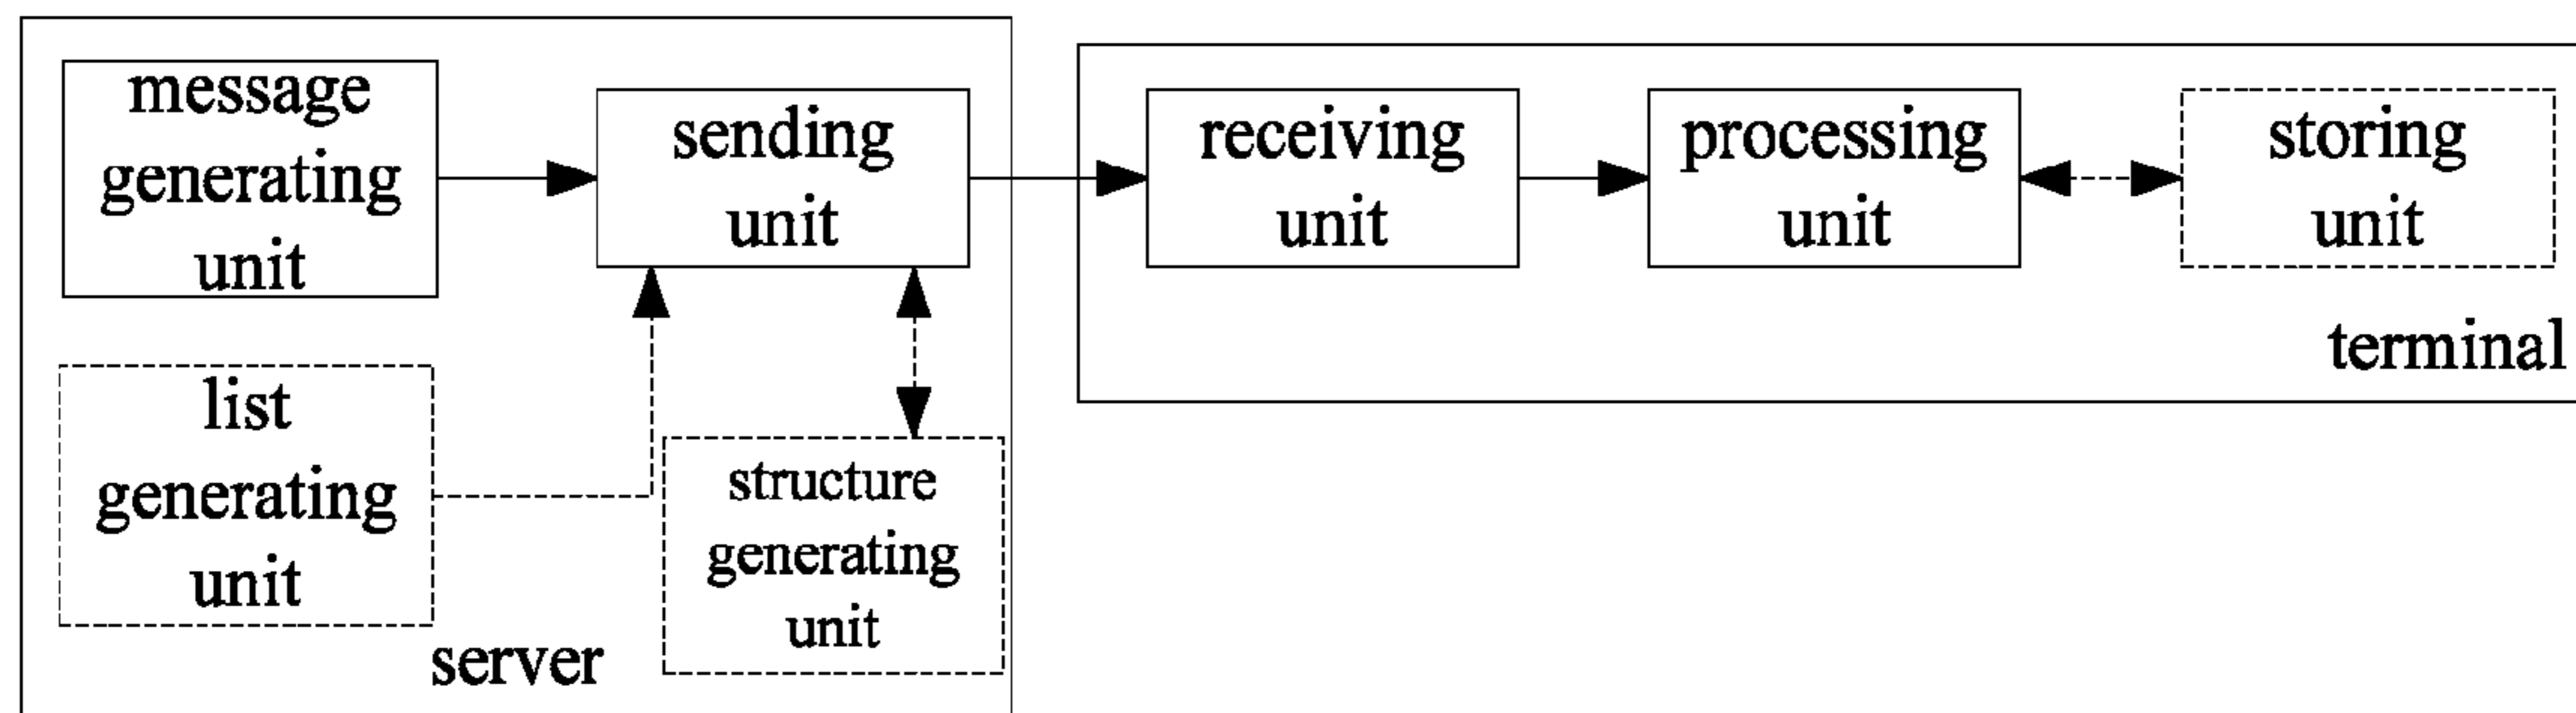 message
generating
unit
sending
unit
receiving
unit
processing
unit
storing
unit
terminal
list
generating
unit
structure
generating
unit
server